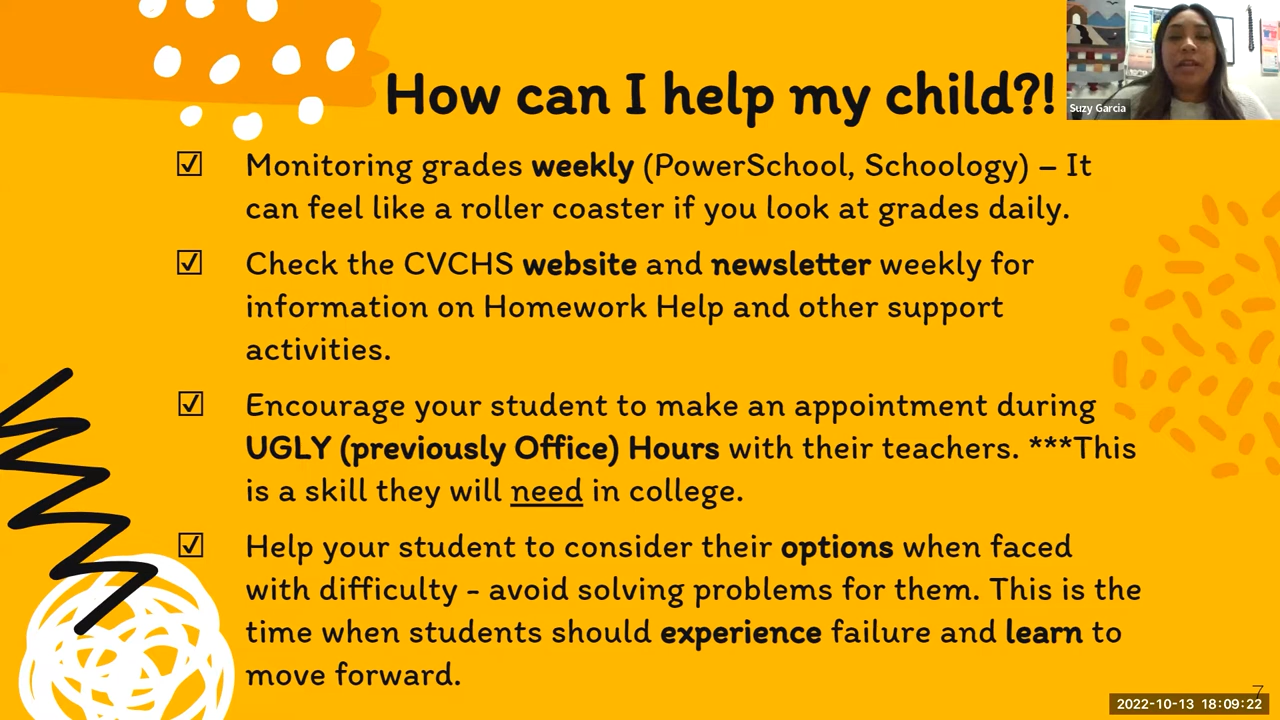 How can I help my child?!
Suzy Garcia
☑ Monitoring grades weekly (PowerSchool, Schoology) – It
can feel like a roller coaster if you look at grades daily.
☑ Check the CVCHS website and newsletter weekly for
information on Homework Help and other support
activities.
☑ Encourage your student to make an appointment during
UGLY (previously Office) Hours with their teachers. ***This
is a skill they will need in college.
☑ Help your student to consider their options when faced
with difficulty - avoid solving problems for them. This is the
time when students should experience failure and learn to
move forward.
7
2022-10-13 18:09:22